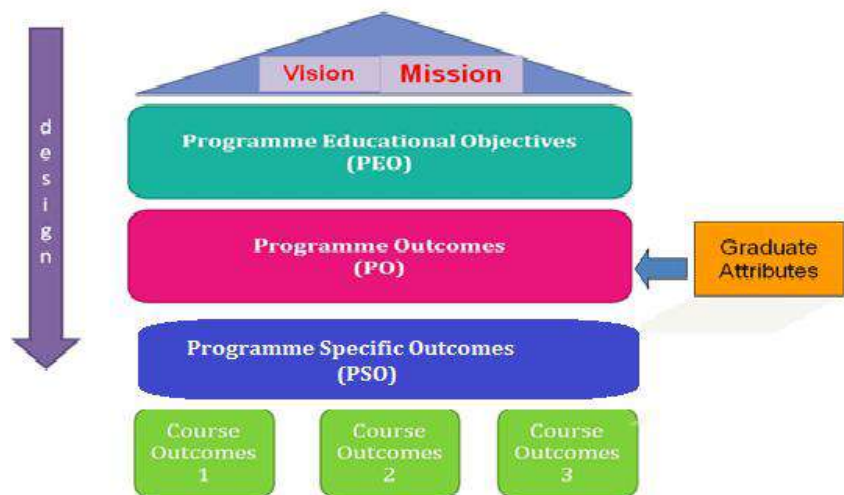 Vision Mission
design
Programme Educational Objectives
(PEO)
Programme Outcomes
(PO)
Graduate
Attributes
Programme Specific Outcomes
(PSO)
Course
Outcomes
1
Course
Outcomes
2
Course
Outcomes
3